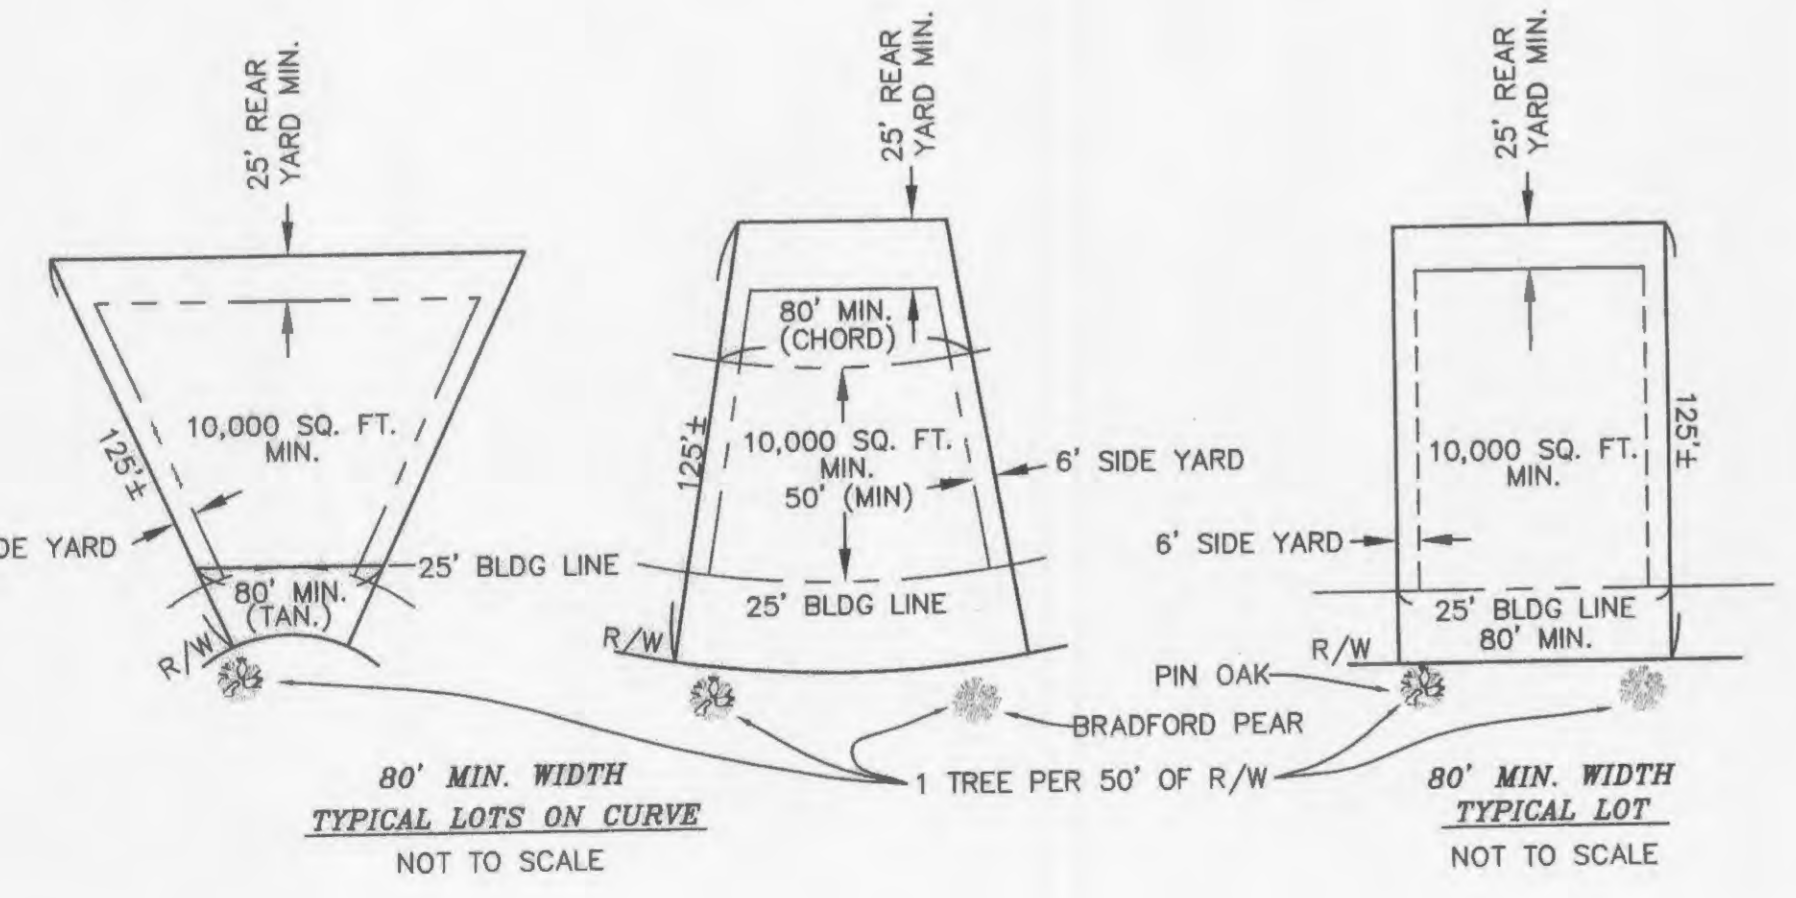 25' REAR
YARD MIN.
10,000 SQ. FT.
MIN.
125'±
YARD
25' BLDG LINE
80' MIN.
(TAN.)
R/W
25' REAR
YARD MIN.
80' MIN.
(CHORD)
125'±
10,000 SQ. FT.
MIN.
50' (MIN)
6' SIDE YARD
25' BLDG LINE
R/W
BRADFORD PEAR
25' REAR
YARD MIN.
10,000 SQ. FT.
MIN.
125'±
6' SIDE YARD
25' BLDG LINE
80' MIN.
R/W
PIN OAK
1 TREE PER 50' OF R/W
80' MIN. WIDTH
TYPICAL LOTS ON CURVE
NOT TO SCALE
80' MIN. WIDTH
TYPICAL LOT
NOT TO SCALE